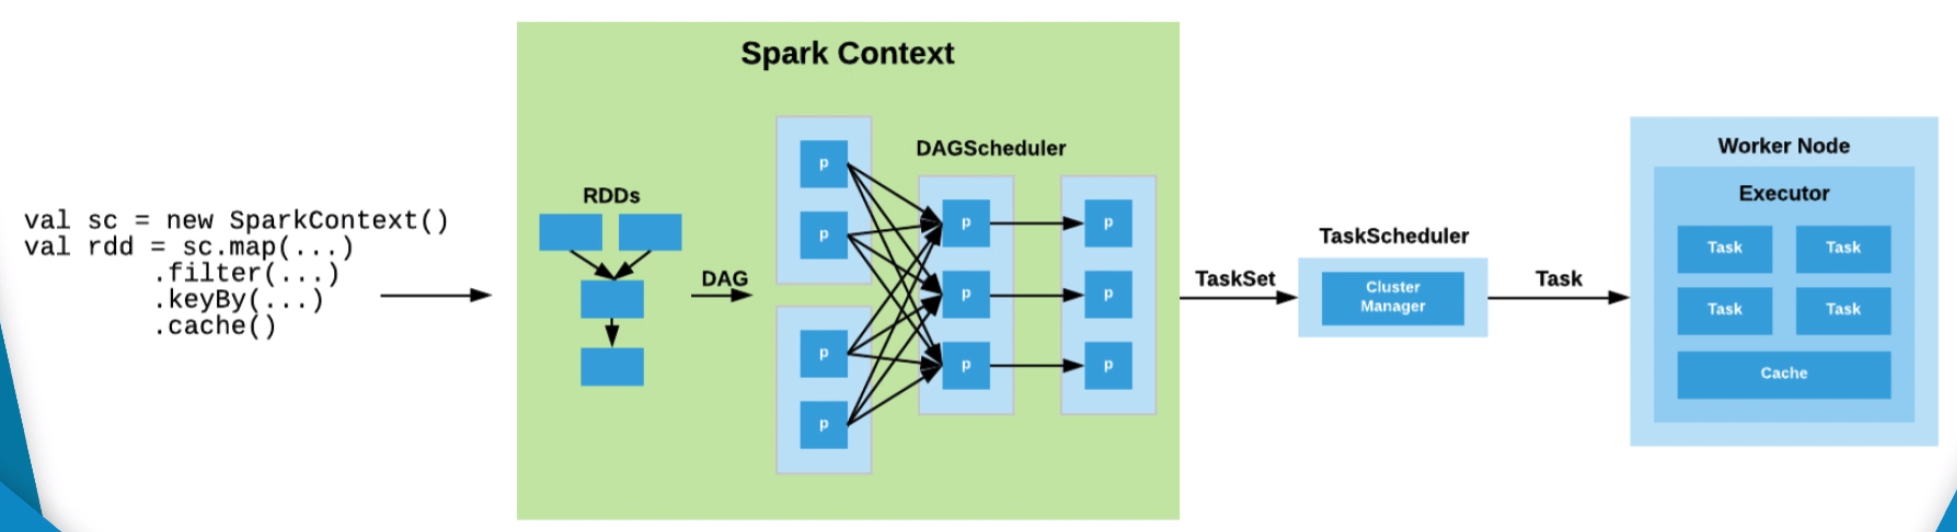 val sc = new SparkContext()
val rdd = sc.map(...)
.filter(...)
.keyBy(...)
.cache()
Spark Context
RDDs
DAG
DAGScheduler
p
p
p
p
p
p
p
p
p
p
TaskSet
TaskScheduler
Cluster
Manager
Task
Worker Node
Executor
Task Task
Task Task
Cache